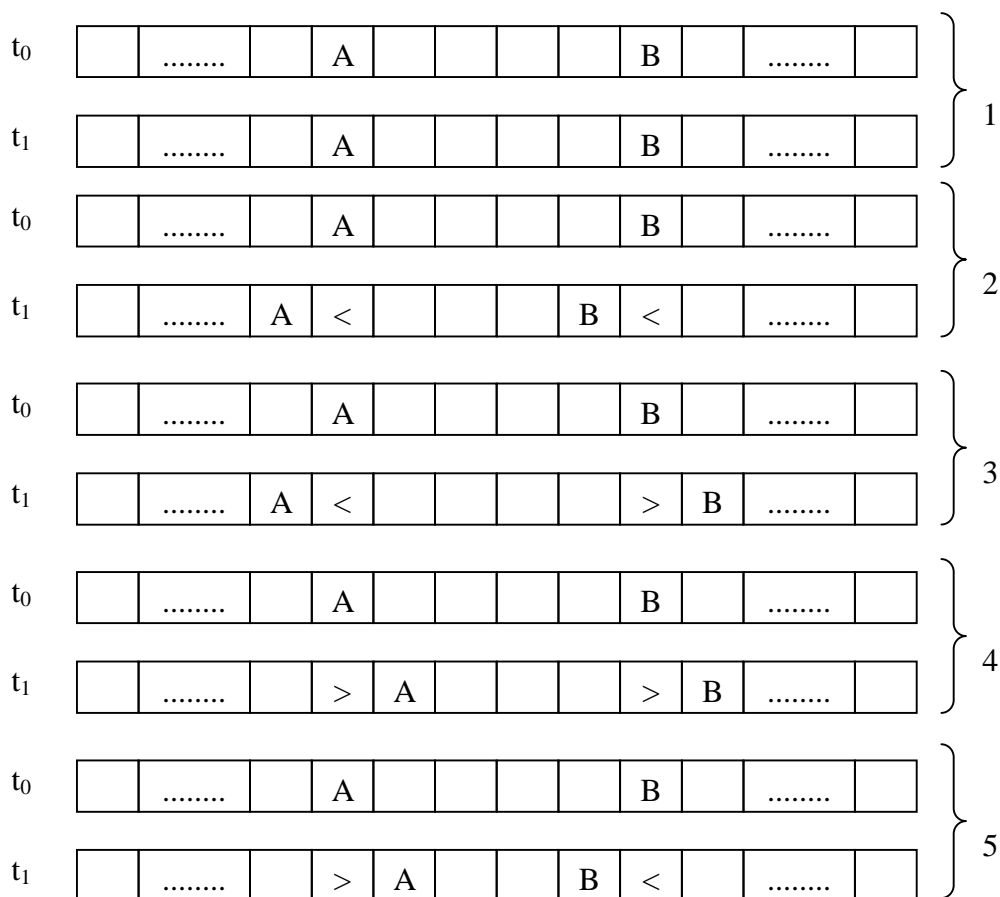 t0 ........ A B ........
1
t1 ........ A B ........
t0 ........ A B ........
2
t1 ........ A < B < ........
t0 ........ A B ........
3
t1 ........ A < > B ........
t0 ........ A B ........
4
t1 ........ > A > B ........
t0 ........ A B ........
5
t1 ........ > A B < ........